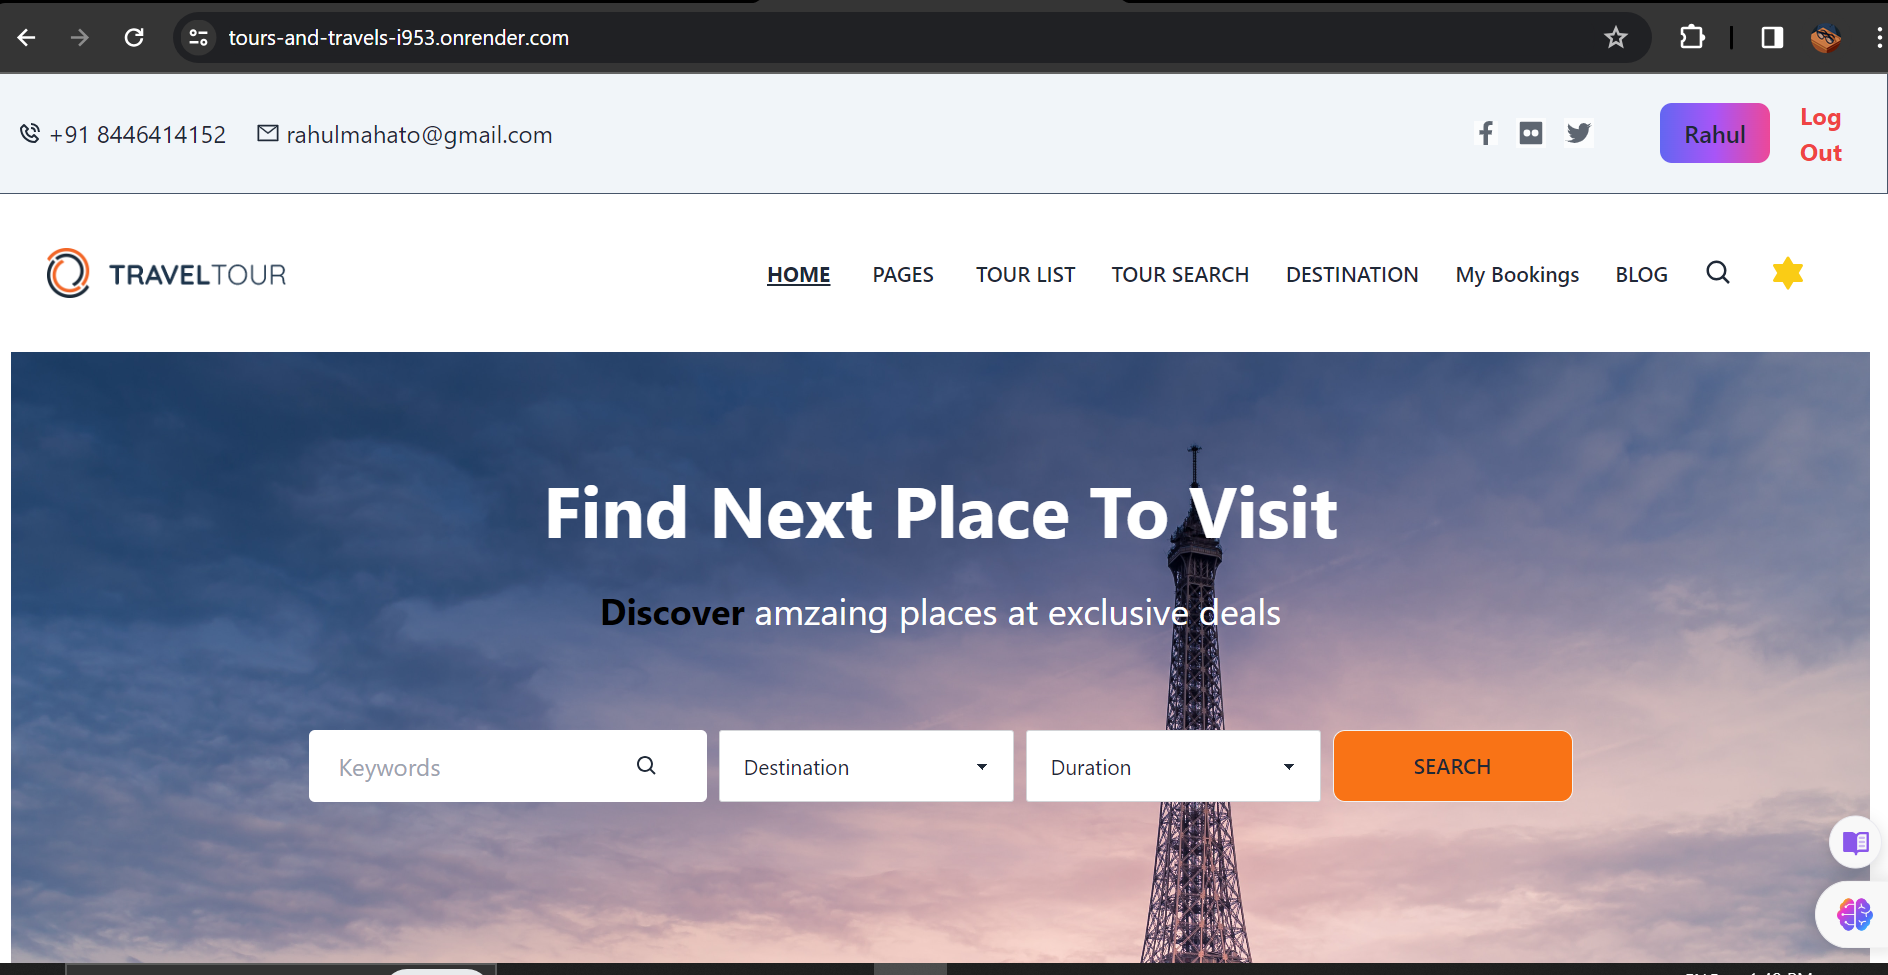 tours-and-travels-i953.onrender.com
+91 8446414152 rahulmahato@gmail.com
Rahul
Log
Out
TRAVELTOUR
HOME PAGES TOUR LIST TOUR SEARCH DESTINATION My Bookings BLOG
Find Next Place To Visit
Discover amzaing places at exclusive deals
Keywords Destination Duration SEARCH